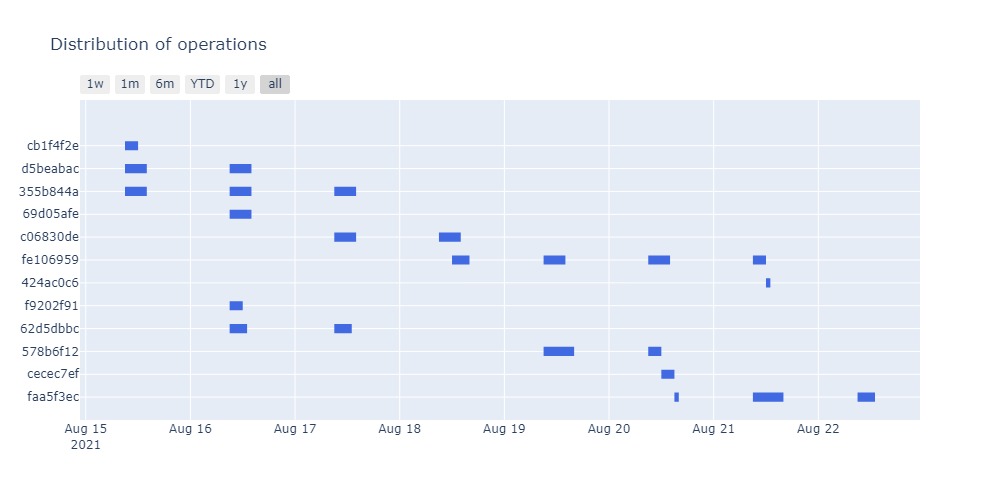 Distribution of operations
1w 1m 6m YTD 1y all
cb1f4f2e
d5beabac
355b844a
69d05afe
c06830de
fe106959
424ac0c6
f9202f91
62d5dbbc
578b6f12
cecec7ef
faa5f3ec
Aug 15 Aug 16 Aug 17 Aug 18 Aug 19 Aug 20 Aug 21 Aug 22
2021